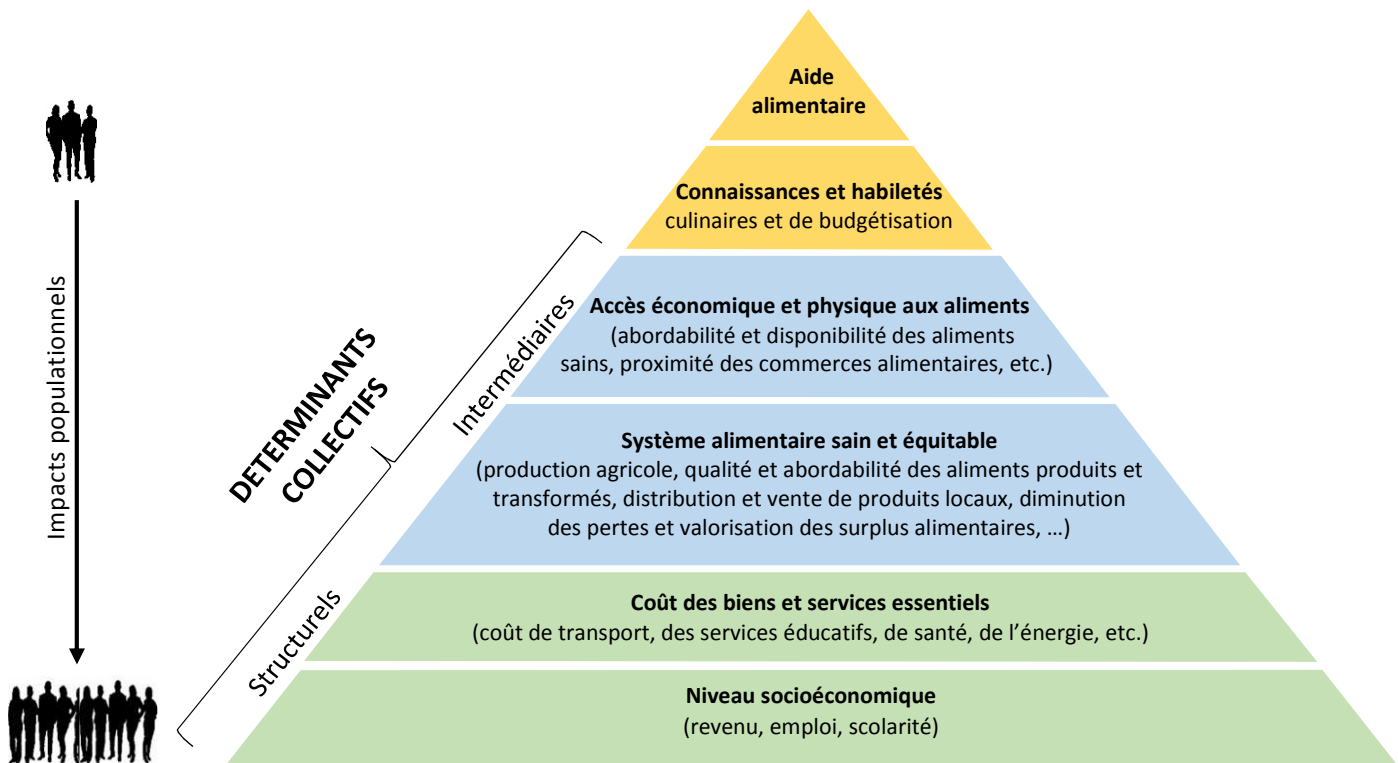 Aide
alimentaire
Connaissances et habiletés
culinaires et de budgétisation
Accès économique et physique aux aliments
(abordabilité et disponibilité des aliments
sains, proximité des commerces alimentaires, etc.)
Système alimentaire sain et équitable
(production agricole, qualité et abordabilité des aliments produits et
transformés, distribution et vente de produits locaux, diminution
des pertes et valorisation des surplus alimentaires, …)
Coût des biens et services essentiels
(coût de transport, des services éducatifs, de santé, de l’énergie, etc.)
Niveau socioéconomique
(revenu, emploi, scolarité)
Impacts populationnels
DETERMINANTS
COLLECTIFS
Intermédiaires
Structurels